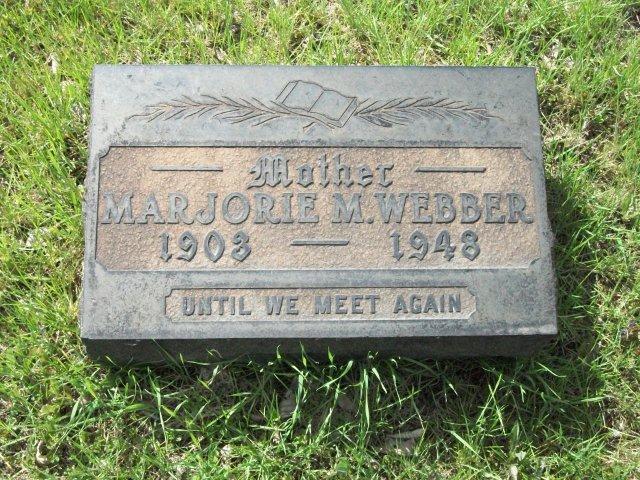 Mother
MARJORIE M. WEBBER
1903 — 1948
UNTIL WE MEET AGAIN